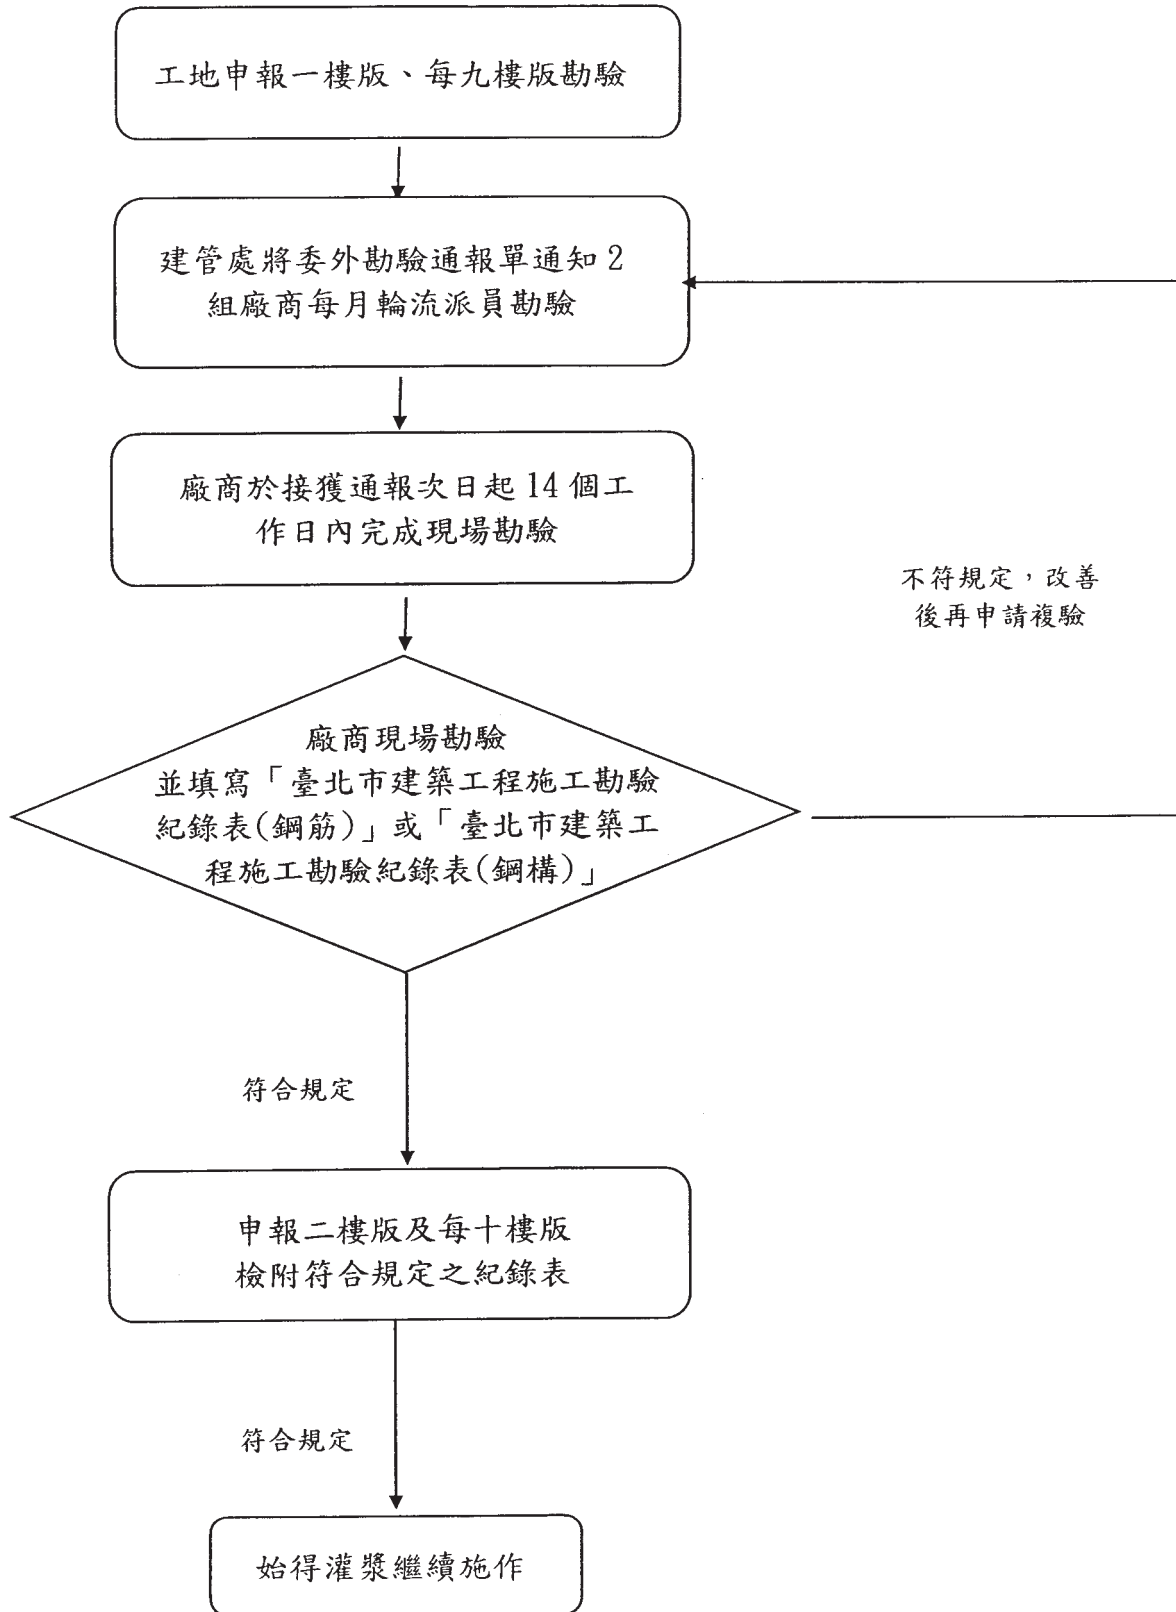 工地申報一樓版、每九樓版勘驗
建管處將委外勘驗通報單通知2
組廠商每月輪流派員勘驗
廠商於接獲通報次日起14個工
作日內完成現場勘驗
不符規定，改善
後再申請複驗
廠商現場勘驗
並填寫「臺北市建築工程施工勘驗
紀錄表(鋼筋)」或「臺北市建築工
程施工勘驗紀錄表(鋼構)」
符合規定
申報二樓版及每十樓版
檢附符合規定之紀錄表
符合規定
始得灌漿繼續施作